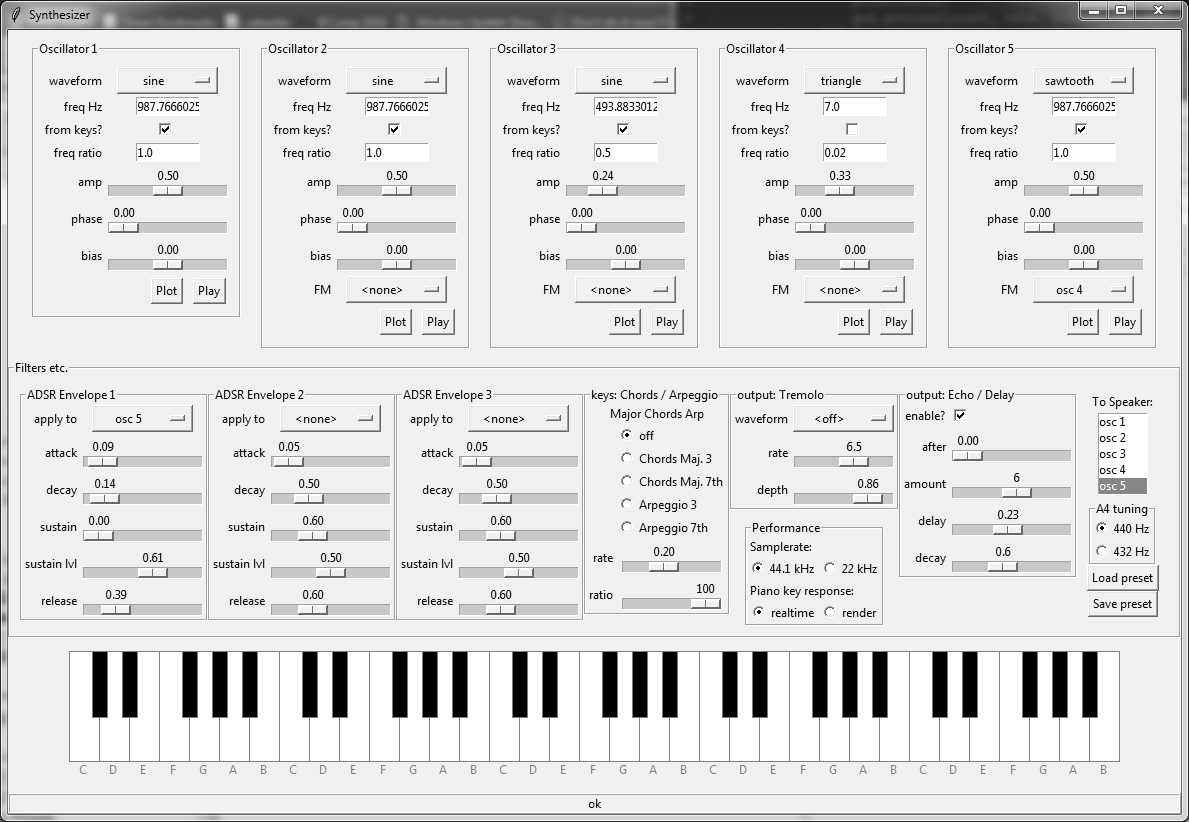 Synthesizer
Oscillator 1
waveform sine
freq Hz 987.7666025
from keys?
freq ratio 1.0
amp 0.50
phase 0.00
bias 0.00
Plot Play
Oscillator 2
waveform sine
freq Hz 987.7666025
from keys?
freq ratio 1.0
amp 0.50
phase 0.00
bias 0.00
FM <none>
Plot Play
Oscillator 3
waveform sine
freq Hz 493.8833012
from keys?
freq ratio 0.5
amp 0.24
phase 0.00
bias 0.00
FM <none>
Plot Play
Oscillator 4
waveform triangle
freq Hz 7.0
from keys?
freq ratio 0.02
amp 0.33
phase 0.00
bias 0.00
FM <none>
Plot Play
Oscillator 5
waveform sawtooth
freq Hz 987.7666025
from keys?
freq ratio 1.0
amp 0.50
phase 0.00
bias 0.00
FM osc 4
Plot Play
Filters etc.
ADSR Envelope 1
apply to osc 5
attack 0.09
decay 0.14
sustain 0.00
sustain lvl 0.61
release 0.39
ADSR Envelope 2
apply to <none>
attack 0.05
decay 0.50
sustain 0.60
sustain lvl 0.50
release 0.60
ADSR Envelope 3
apply to <none>
attack 0.05
decay 0.50
sustain 0.60
sustain lvl 0.50
release 0.60
keys: Chords / Arpeggio
Major Chords Arp
off
Chords Maj. 3
Chords Maj. 7th
Arpeggio 3
Arpeggio 7th
rate 0.20
ratio 100
output: Tremolo
waveform <off>
rate 6.5
depth 0.86
Performance
Samplerate:
44.1 kHz 22 kHz
Piano key response:
realtime render
output: Echo / Delay
enable?
after 0.00
amount 6
delay 0.23
decay 0.6
To Speaker:
osc 1
osc 2
osc 3
osc 4
osc 5
A4 tuning
440 Hz
432 Hz
Load preset
Save preset
C D E F G A B C D E F G A B C D E F G A B C D E F G A B C D E F G A B
ok